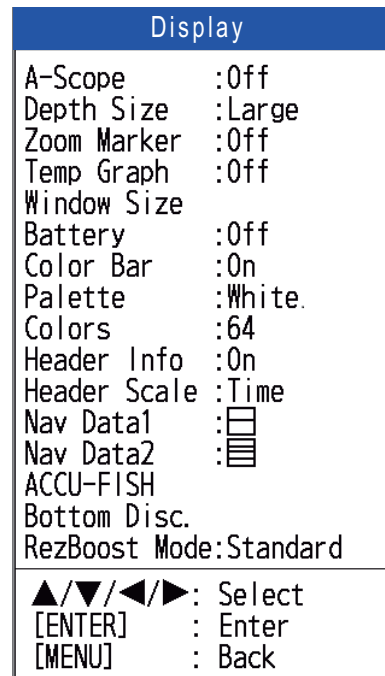 Display
A-Scope :Off
Depth Size :Large
Zoom Marker :Off
Temp Graph :Off
Window Size
Battery :Off
Color Bar :On
Palette :White.
Colors :64
Header Info :On
Header Scale :Time
Nav Data1 :
Nav Data2 :
ACCU-FISH
Bottom Disc.
RezBoost Mode:Standard
▲/▼/◀/▶: Select
[ENTER] : Enter
[MENU] : Back